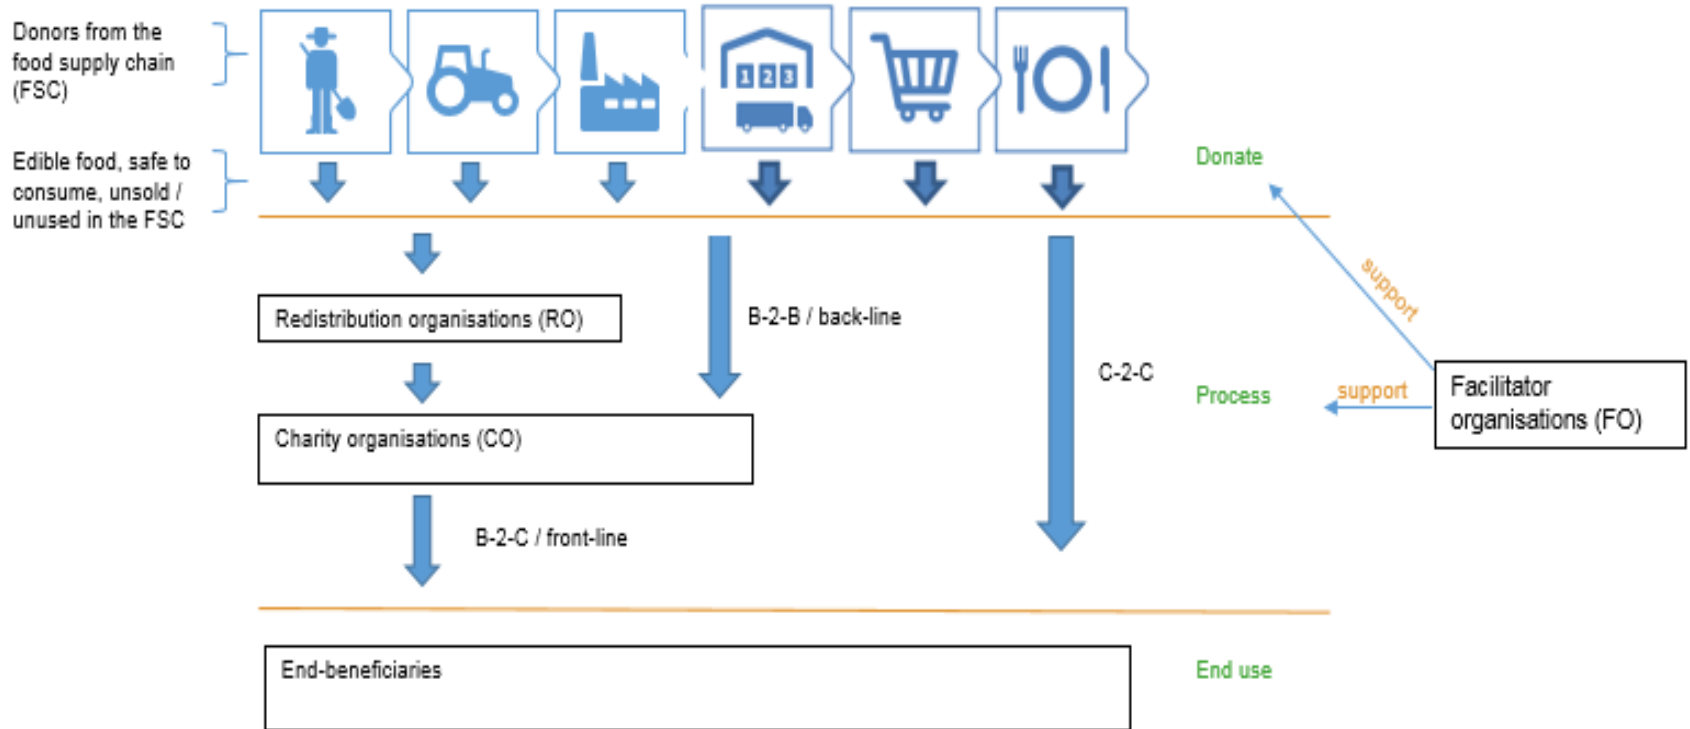 Donors from the
food supply chain
(FSC)
1 2 3
Edible food, safe to
consume, unsold /
unused in the FSC
Donate
support
Redistribution organisations (RO)
B-2-B / back-line
C-2-C
Process
support
Facilitator
organisations (FO)
Charity organisations (CO)
B-2-C / front-line
End-beneficiaries
End use